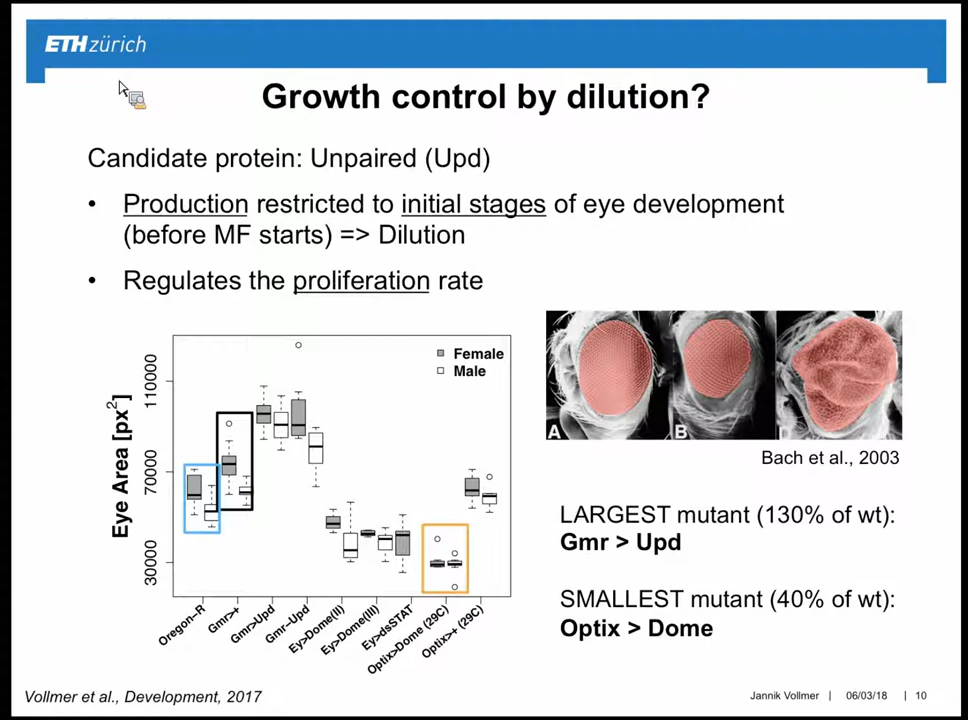 ETH zürich
Growth control by dilution?
Candidate protein: Unpaired (Upd)
• Production restricted to initial stages of eye development
(before MF starts) => Dilution
• Regulates the proliferation rate
Eye Area [px²]
110000
70000
30000
Female
Male
Oregon−R
Gmr>+
Gmr>Upd
Gmr−Upd
Ey>Dome(II)
Ey>Dome(III)
Ey>dsSTAT
Optix>Dome (29C)
Optix>+ (29C)
A
B
Bach et al., 2003
LARGEST mutant (130% of wt):
Gmr > Upd
SMALLEST mutant (40% of wt):
Optix > Dome
Vollmer et al., Development, 2017
Jannik Vollmer | 06/03/18 | 10